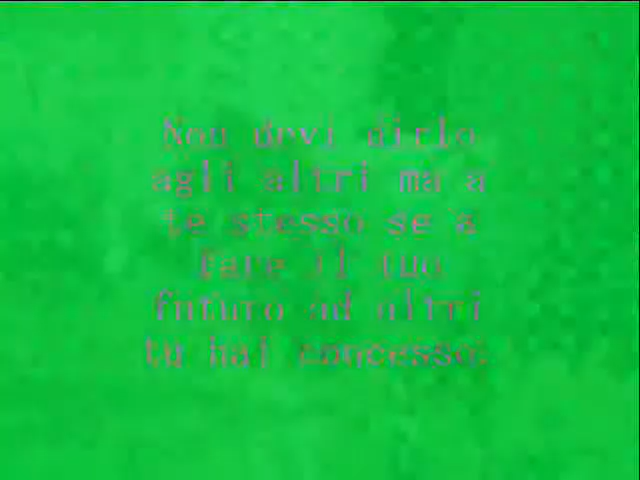 Non devi dirlo
agli altri ma a
te stesso se a
fare il tuo
futuro ad altri
tu hai concesso.